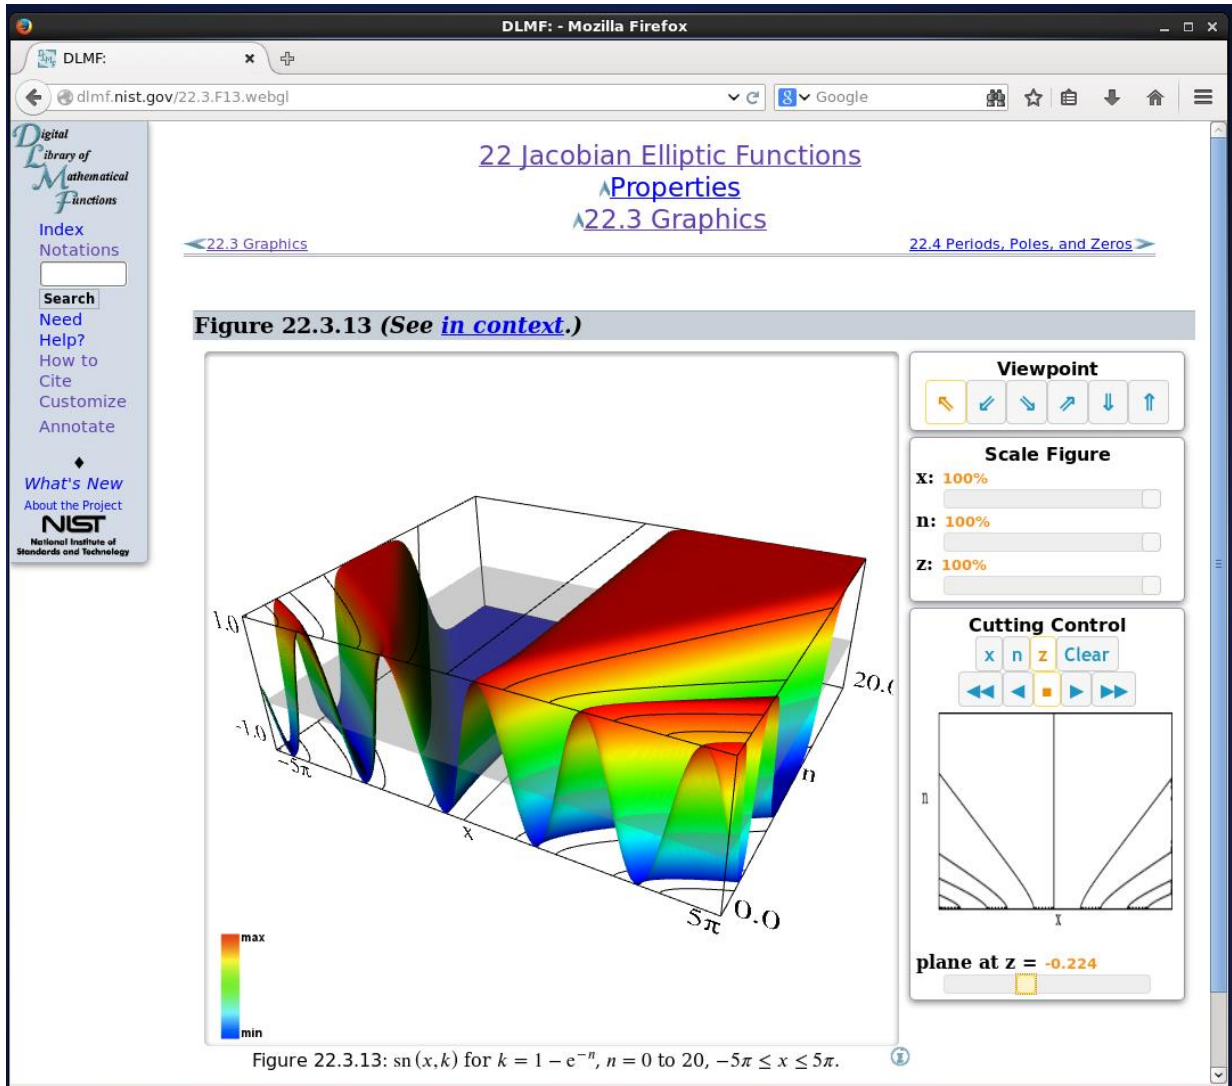 DLMF: - Mozilla Firefox
DLMF:
dlmf.nist.gov/22.3.F13.webgl
Google
Digital
Library of
Mathematical
Functions
Index
Notations
Search
Need
Help?
How to
Cite
Customize
Annotate
What's New
About the Project
NIST
National Institute of
Standards and Technology
22 Jacobian Elliptic Functions
Properties
22.3 Graphics
22.3 Graphics
22.4 Periods, Poles, and Zeros
Figure 22.3.13 (See in context.)
1.0
-1.0
−5π
x
5π
0.0
n
20.0
max
min
Viewpoint
Scale Figure
x: 100%
n: 100%
z: 100%
Cutting Control
x n z Clear
n
x
plane at z = -0.224
Figure 22.3.13: sn(x,k) for k = 1 − e⁻ⁿ, n = 0 to 20, −5π ≤ x ≤ 5π.